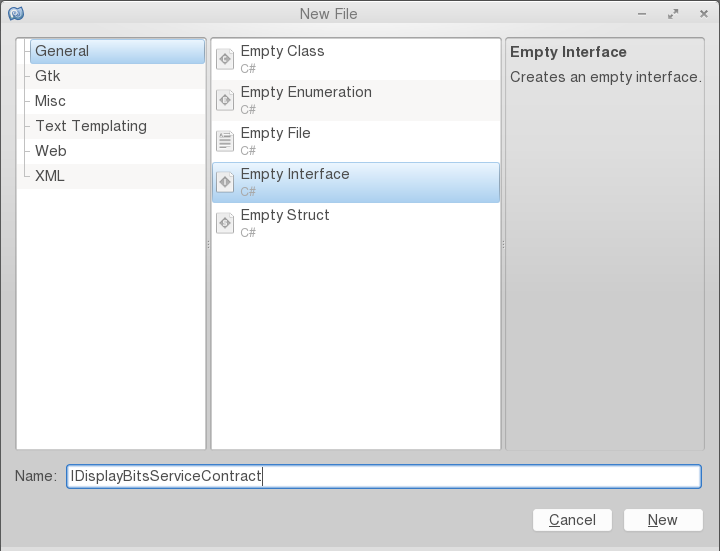 New File
General
Gtk
Misc
Text Templating
Web
XML
Empty Class
C#
Empty Enumeration
C#
Empty File
C#
Empty Interface
C#
Empty Struct
C#
Empty Interface
Creates an empty interface.
Name: IDisplayBitsServiceContract
Cancel New